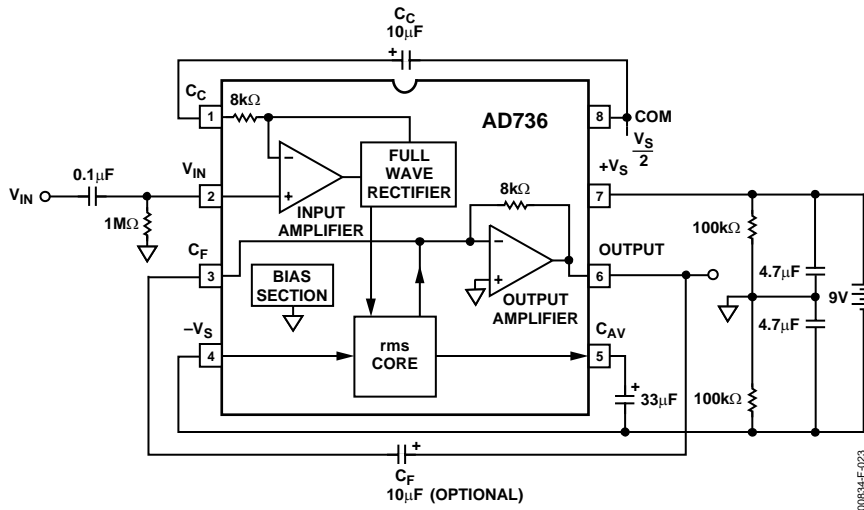 C_C
10μF
+
C_C
8kΩ
AD736
1
8
COM
V_S
2
+V_S
0.1μF
V_IN
V_IN
−
+
FULL
WAVE
RECTIFIER
2
7
8kΩ
1MΩ
INPUT
AMPLIFIER
100kΩ
C_F
−
OUTPUT
3
6
4.7μF
BIAS
SECTION
+
OUTPUT
AMPLIFIER
9V
4.7μF
−V_S
rms
CORE
C_AV
4
5
+
33μF
100kΩ
+
C_F
10μF (OPTIONAL)
00834-F-023